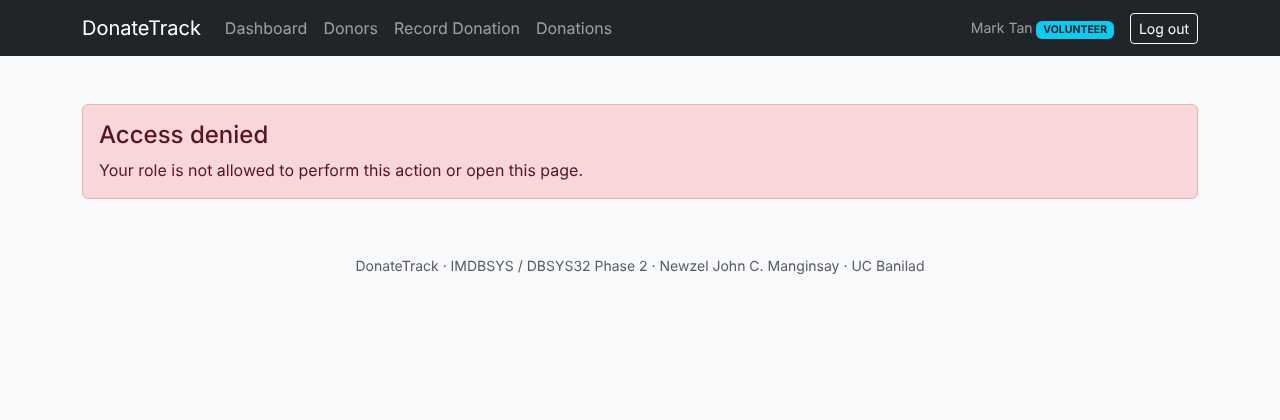 DonateTrack Dashboard Donors Record Donation Donations Mark Tan VOLUNTEER Log out
Access denied
Your role is not allowed to perform this action or open this page.
DonateTrack · IMDBSYS / DBSYS32 Phase 2 · Newzel John C. Manginsay · UC Banilad